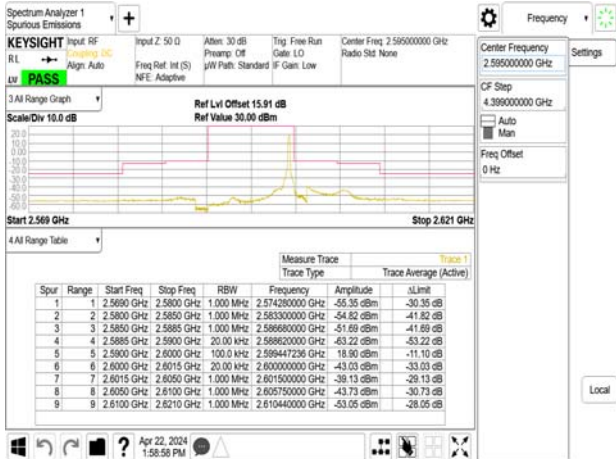 Spectrum Analyzer 1
Spurious Emissions
Frequency
KEYSIGHT Input: RF Input Z: 50 Ω Atten: 30 dB Trig: Free Run Center Freq: 2.595000000 GHz
RL Coupling: DC Preamp: Off Gate: LO Radio Std: None
Align: Auto Freq Ref: Int (S) µW Path: Standard IF Gain: Low
LU PASS NFE: Adaptive
3 All Range Graph
Scale/Div 10.0 dB Ref Lvl Offset 15.91 dB
Ref Value 30.00 dBm
20.0
10.0
0.00
Start 2.569 GHz Stop 2.621 GHz
4 All Range Table
Measure Trace Trace 1
Trace Type Trace Average (Active)
Spur Range Start Freq Stop Freq RBW Frequency Amplitude ΔLimit
1 1 2.5690 GHz 2.5800 GHz 1.000 MHz 2.574280000 GHz -55.35 dBm -30.35 dB
2 2 2.5800 GHz 2.5850 GHz 1.000 MHz 2.583300000 GHz -54.82 dBm -41.82 dB
3 3 2.5850 GHz 2.5885 GHz 1.000 MHz 2.586680000 GHz -51.69 dBm -41.69 dB
4 4 2.5885 GHz 2.5900 GHz 20.00 kHz 2.588620000 GHz -63.22 dBm -53.22 dB
5 5 2.5900 GHz 2.6000 GHz 100.0 kHz 2.599447236 GHz 18.90 dBm -11.10 dB
6 6 2.6000 GHz 2.6015 GHz 20.00 kHz 2.600000000 GHz -43.03 dBm -33.03 dB
7 7 2.6015 GHz 2.6050 GHz 1.000 MHz 2.601500000 GHz -39.13 dBm -29.13 dB
8 8 2.6050 GHz 2.6100 GHz 1.000 MHz 2.605750000 GHz -43.73 dBm -30.73 dB
9 9 2.6100 GHz 2.6210 GHz 1.000 MHz 2.610440000 GHz -53.05 dBm -28.05 dB
Apr 22, 2024
1:58:58 PM
Center Frequency
2.595000000 GHz
Settings
CF Step
4.399000000 GHz
Auto
Man
Freq Offset
0 Hz
Local